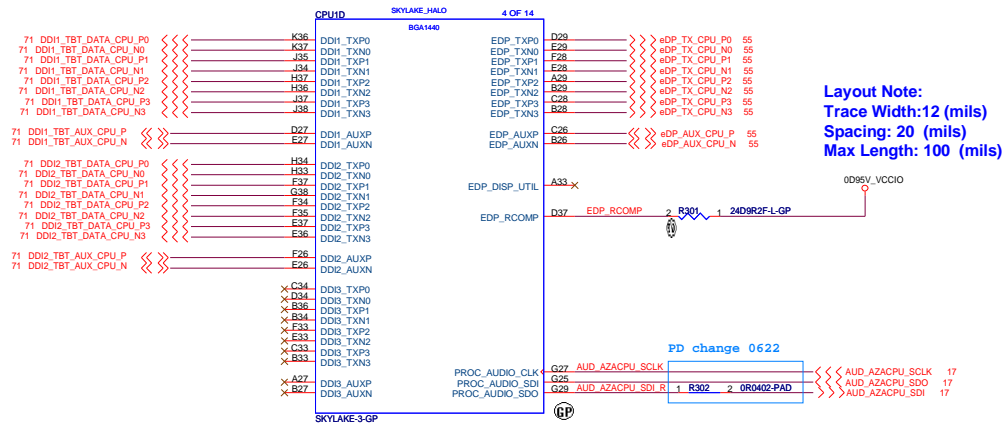 CPU1D SKYLAKE_HALO 4 OF 14
BGA1440
71 DDI1_TBT_DATA_CPU_P0 K36 DDI1_TXP0 EDP_TXP0 D29 eDP_TX_CPU_P0 55
71 DDI1_TBT_DATA_CPU_N0 K37 DDI1_TXN0 EDP_TXN0 E29 eDP_TX_CPU_N0 55
71 DDI1_TBT_DATA_CPU_P1 J35 DDI1_TXP1 EDP_TXP1 F28 eDP_TX_CPU_P1 55
71 DDI1_TBT_DATA_CPU_N1 J34 DDI1_TXN1 EDP_TXN1 E28 eDP_TX_CPU_N1 55
71 DDI1_TBT_DATA_CPU_P2 H37 DDI1_TXP2 EDP_TXP2 A29 eDP_TX_CPU_P2 55
71 DDI1_TBT_DATA_CPU_N2 H36 DDI1_TXN2 EDP_TXN2 B29 eDP_TX_CPU_N2 55
71 DDI1_TBT_DATA_CPU_P3 J37 DDI1_TXP3 EDP_TXP3 C28 eDP_TX_CPU_P3 55
71 DDI1_TBT_DATA_CPU_N3 J38 DDI1_TXN3 EDP_TXN3 B28 eDP_TX_CPU_N3 55
71 DDI1_TBT_AUX_CPU_P D27 DDI1_AUXP EDP_AUXP C26 eDP_AUX_CPU_P 55
71 DDI1_TBT_AUX_CPU_N E27 DDI1_AUXN EDP_AUXN B26 eDP_AUX_CPU_N 55
Layout Note:
Trace Width:12 (mils)
Spacing: 20 (mils)
Max Length: 100 (mils)
71 DDI2_TBT_DATA_CPU_P0 H34 DDI2_TXP0
71 DDI2_TBT_DATA_CPU_N0 H33 DDI2_TXN0
71 DDI2_TBT_DATA_CPU_P1 F37 DDI2_TXP1 EDP_DISP_UTIL A33
71 DDI2_TBT_DATA_CPU_N1 G38 DDI2_TXN1
71 DDI2_TBT_DATA_CPU_P2 F34 DDI2_TXP2
71 DDI2_TBT_DATA_CPU_N2 F35 DDI2_TXN2 EDP_RCOMP D37 EDP_RCOMP 2 R301 1 24D9R2F-L-GP 0D95V_VCCIO
71 DDI2_TBT_DATA_CPU_P3 E37 DDI2_TXP3
71 DDI2_TBT_DATA_CPU_N3 E36 DDI2_TXN3
71 DDI2_TBT_AUX_CPU_P F26 DDI2_AUXP
71 DDI2_TBT_AUX_CPU_N E26 DDI2_AUXN
C34 DDI3_TXP0
D34 DDI3_TXN0
B36 DDI3_TXP1
B34 DDI3_TXN1
F33 DDI3_TXP2
E33 DDI3_TXN2
C33 DDI3_TXP3
B33 DDI3_TXN3
A27 DDI3_AUXP
B27 DDI3_AUXN
PD change 0622
PROC_AUDIO_CLK G27 AUD_AZACPU_SCLK AUD_AZACPU_SCLK 17
PROC_AUDIO_SDI G25 AUD_AZACPU_SDO 17
PROC_AUDIO_SDO G29 AUD_AZACPU_SDI_R 1 R302 2 0R0402-PAD AUD_AZACPU_SDI 17
SKYLAKE-3-GP
GP